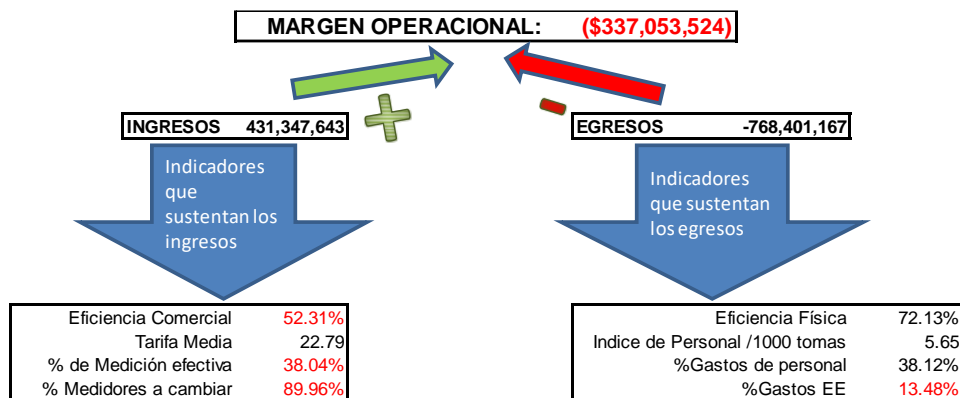 MARGEN OPERACIONAL: ($337,053,524)
INGRESOS 431,347,643
EGRESOS -768,401,167
Indicadores
que
sustentan los
ingresos
Indicadores
que sustentan
los egresos
Eficiencia Comercial 52.31%
Tarifa Media 22.79
% de Medición efectiva 38.04%
% Medidores a cambiar 89.96%
Eficiencia Física 72.13%
Indice de Personal /1000 tomas 5.65
%Gastos de personal 38.12%
%Gastos EE 13.48%